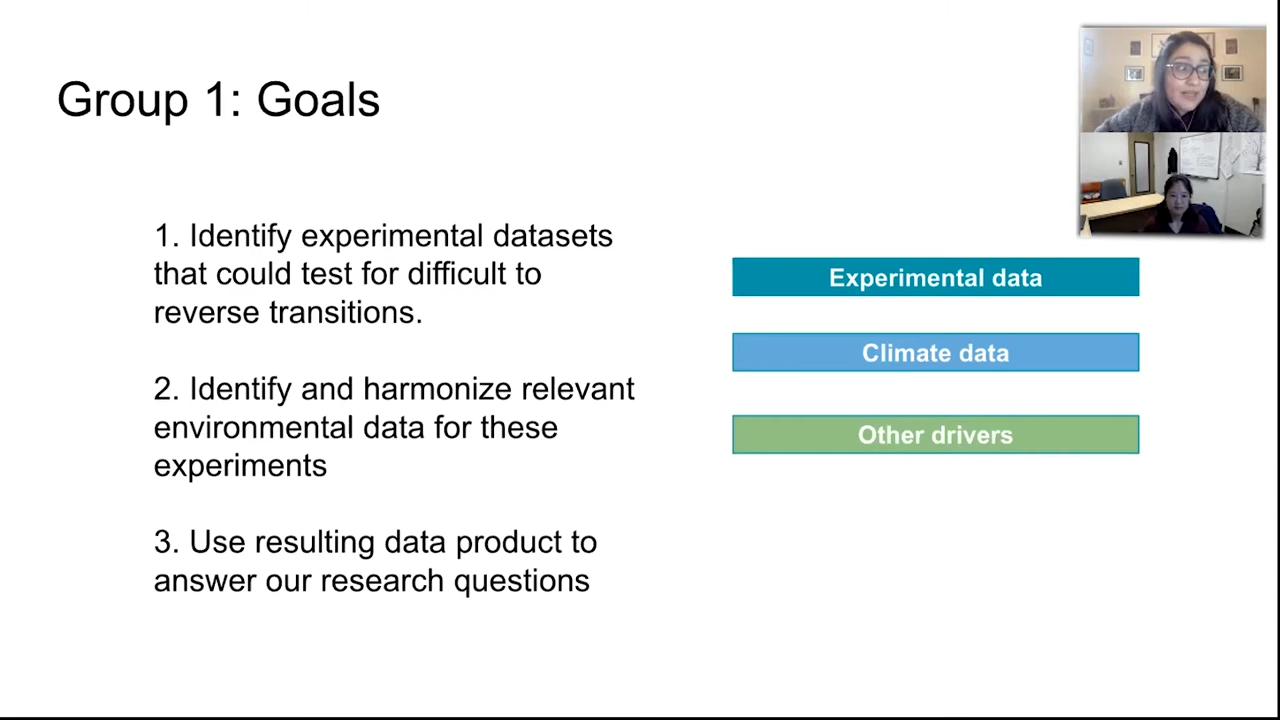 Group 1: Goals
1. Identify experimental datasets
that could test for difficult to
reverse transitions.
2. Identify and harmonize relevant
environmental data for these
experiments
3. Use resulting data product to
answer our research questions
Experimental data
Climate data
Other drivers